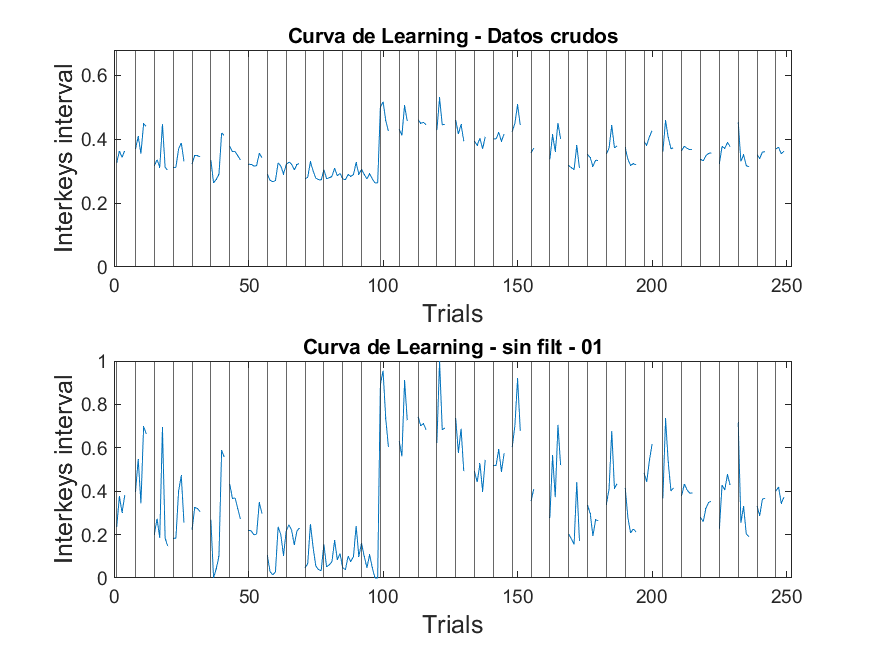 Curva de Learning - Datos crudos
Interkeys interval
0.6
0.4
0.2
0
0 50 100 150 200 250
Trials
Curva de Learning - sin filt - 01
Interkeys interval
1
0.8
0.6
0.4
0.2
0
0 50 100 150 200 250
Trials